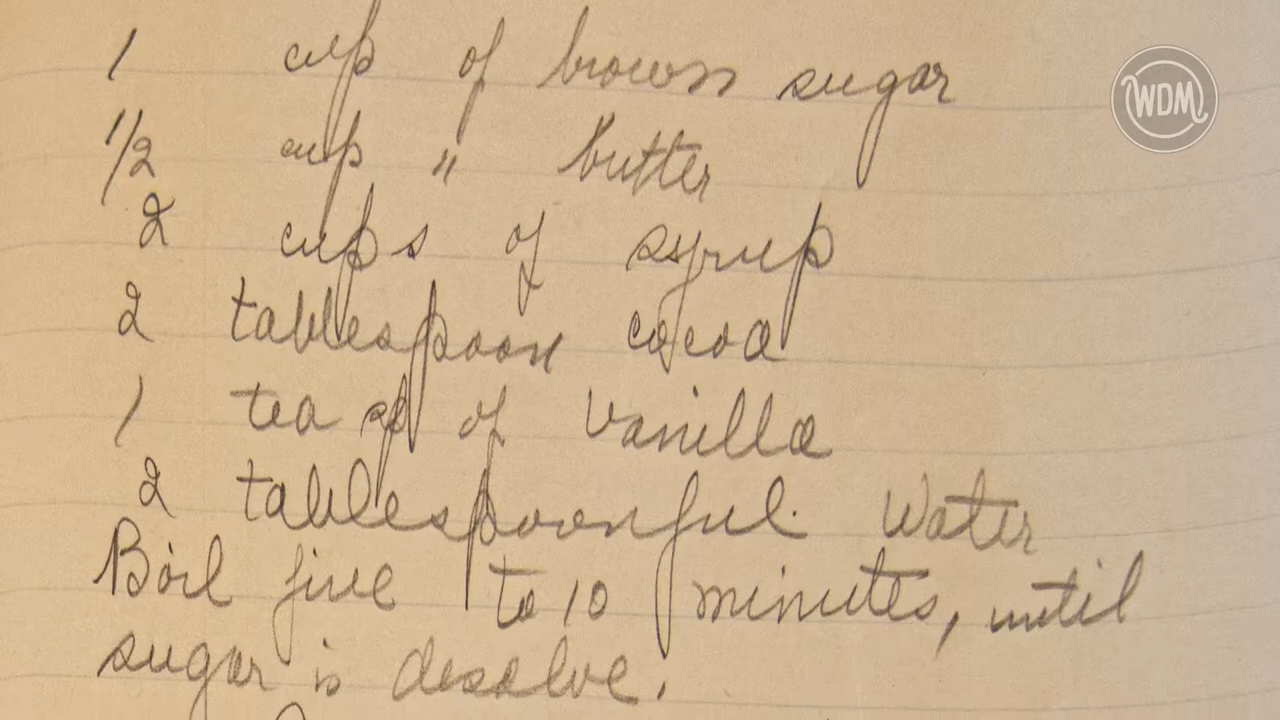 1 cup of brown sugar
WDM
1/2 cup " butter
2 cups of syrup
2 tablespoon cocoa
1 tea sp of Vanilla
2 tablespoonful Water
Boil five to 10 minutes, until
sugar is desolve.